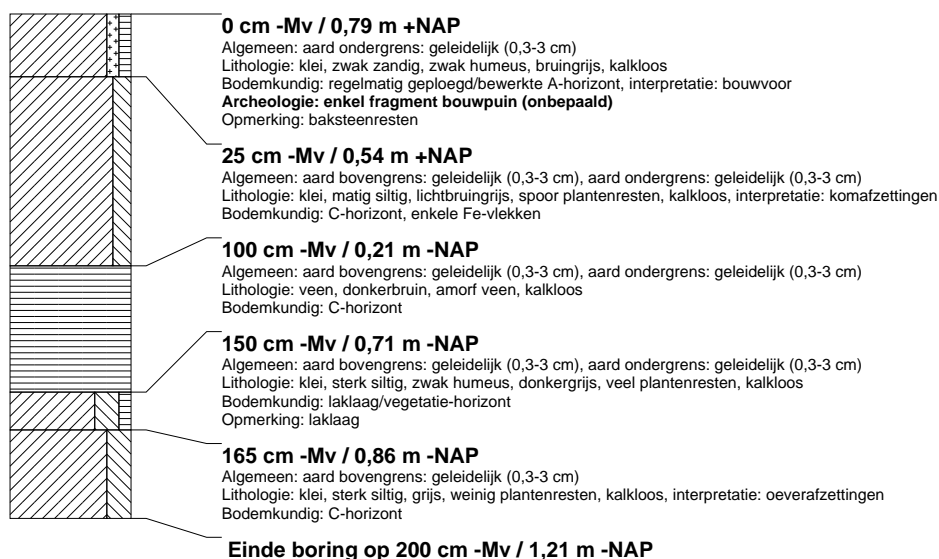 0 cm -Mv / 0,79 m +NAP
Algemeen: aard ondergrens: geleidelijk (0,3-3 cm)
Lithologie: klei, zwak zandig, zwak humeus, bruingrijs, kalkloos
Bodemkundig: regelmatig geploegd/bewerkte A-horizont, interpretatie: bouwvoor
Archeologie: enkel fragment bouwpuin (onbepaald)
Opmerking: baksteenresten
25 cm -Mv / 0,54 m +NAP
Algemeen: aard bovengrens: geleidelijk (0,3-3 cm), aard ondergrens: geleidelijk (0,3-3 cm)
Lithologie: klei, matig siltig, lichtbruingrijs, spoor plantenresten, kalkloos, interpretatie: komafzettingen
Bodemkundig: C-horizont, enkele Fe-vlekken
100 cm -Mv / 0,21 m -NAP
Algemeen: aard bovengrens: geleidelijk (0,3-3 cm), aard ondergrens: geleidelijk (0,3-3 cm)
Lithologie: veen, donkerbruin, amorf veen, kalkloos
Bodemkundig: C-horizont
150 cm -Mv / 0,71 m -NAP
Algemeen: aard bovengrens: geleidelijk (0,3-3 cm), aard ondergrens: geleidelijk (0,3-3 cm)
Lithologie: klei, sterk siltig, zwak humeus, donkergrijs, veel plantenresten, kalkloos
Bodemkundig: laklaag/vegetatie-horizont
Opmerking: laklaag
165 cm -Mv / 0,86 m -NAP
Algemeen: aard bovengrens: geleidelijk (0,3-3 cm)
Lithologie: klei, sterk siltig, grijs, weinig plantenresten, kalkloos, interpretatie: oeverafzettingen
Bodemkundig: C-horizont
Einde boring op 200 cm -Mv / 1,21 m -NAP